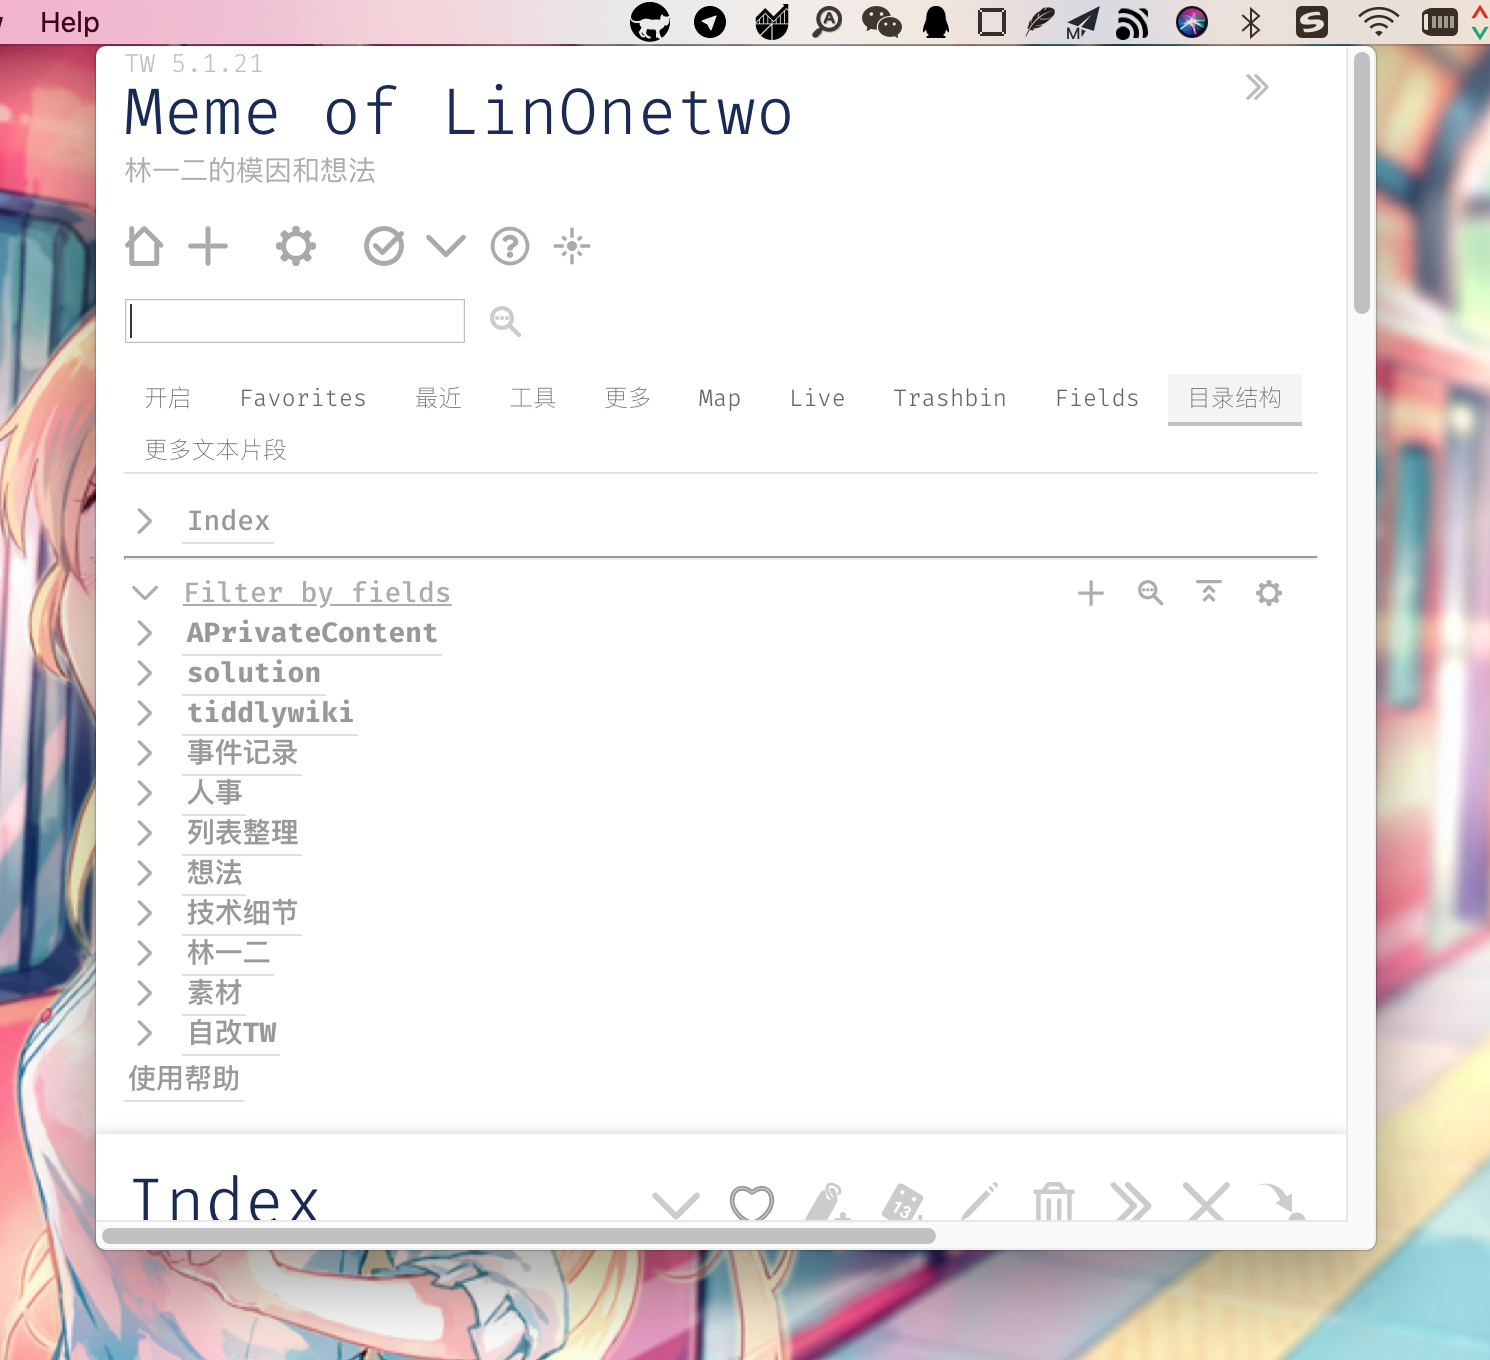 Help
TW 5.1.21
Meme of LinOnetwo
林一二的模因和想法
开启 Favorites 最近 工具 更多 Map Live Trashbin Fields 目录结构
更多文本片段
Index
Filter by fields
APrivateContent
solution
tiddlywiki
事件记录
人事
列表整理
想法
技术细节
林一二
素材
自改TW
使用帮助
Index
13